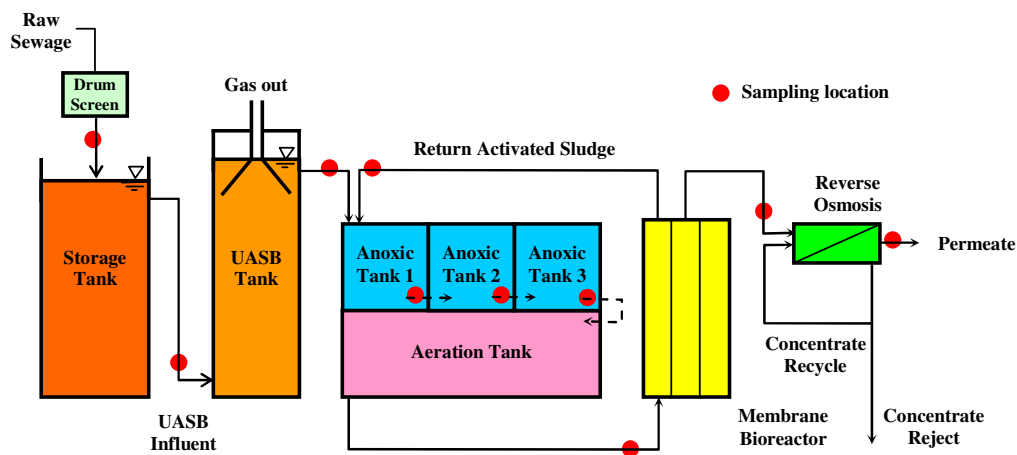 Raw
Sewage
Drum
Screen
Gas out
Sampling location
Return Activated Sludge
Reverse
Osmosis
Permeate
Storage
Tank
UASB
Tank
Anoxic
Tank 1
Anoxic
Tank 2
Anoxic
Tank 3
Aeration Tank
Concentrate
Recycle
UASB
Influent
Membrane
Bioreactor
Concentrate
Reject